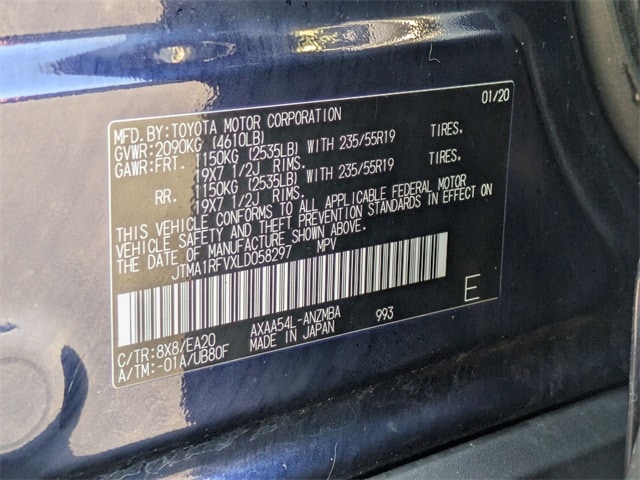 01/20
MFD.BY:TOYOTA MOTOR CORPORATION
GVWR:2090KG (4610LB)
GAWR:FRT. 1150KG (2535LB) WITH 235/55R19 TIRES.
19X7 1/2J RIMS.
RR. 1150KG (2535LB) WITH 235/55R19 TIRES.
19X7 1/2J RIMS.
THIS VEHICLE CONFORMS TO ALL APPLICABLE FEDERAL MOTOR
VEHICLE SAFETY AND THEFT PREVENTION STANDARDS IN EFFECT ON
THE DATE OF MANUFACTURE SHOWN ABOVE.
JTMA1RFVXLD058297 MPV
E
C/TR:8X8/EA20 AXAA54L-ANZMBA 993
A/TM:-01A/UB80F MADE IN JAPAN